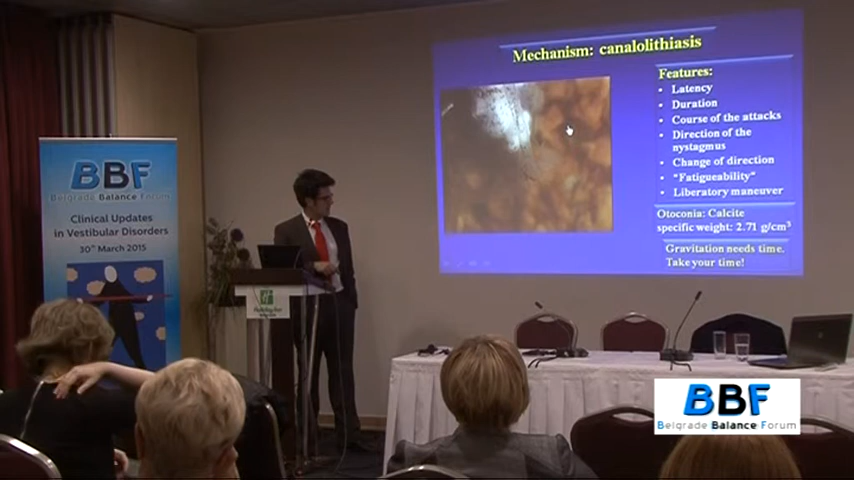 Mechanism: canalolithiasis
Features:
• Latency
• Duration
• Course of the attacks
• Direction of the
nystagmus
• Change of direction
• "Fatigueability"
• Liberatory maneuver
Otoconia: Calcite
specific weight: 2.71 g/cm³
Gravitation needs time.
Take your time!
BBF
Belgrade Balance Forum
Clinical Updates
in Vestibular Disorders
30th March 2015
Holiday Inn
BBF
Belgrade Balance Forum